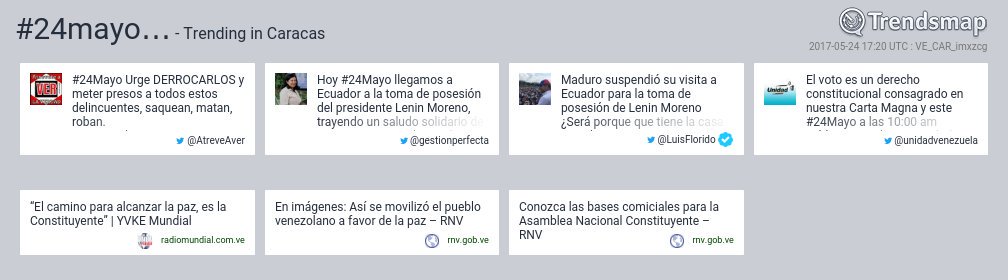 #24mayo… - Trending in Caracas
Trendsmap
2017-05-24 17:20 UTC : VE_CAR_imxzcg
#24Mayo Urge DERROCARLOS y
meter presos a todos estos
delincuentes, saquean, matan,
roban.
@AtreveAver
Hoy #24Mayo llegamos a
Ecuador a la toma de posesión
del presidente Lenin Moreno,
trayendo un saludo solidario de
@gestionperfecta
Maduro suspendió su visita a
Ecuador para la toma de
posesión de Lenin Moreno
¿Será porque que tiene la casa
@LuisFlorido
El voto es un derecho
constitucional consagrado en
nuestra Carta Magna y este
#24Mayo a las 10:00 am
@unidadvenezuela
“El camino para alcanzar la paz, es la
Constituyente” | YVKE Mundial
radiomundial.com.ve
En imágenes: Así se movilizó el pueblo
venezolano a favor de la paz – RNV
rnv.gob.ve
Conozca las bases comiciales para la
Asamblea Nacional Constituyente –
RNV
rnv.gob.ve